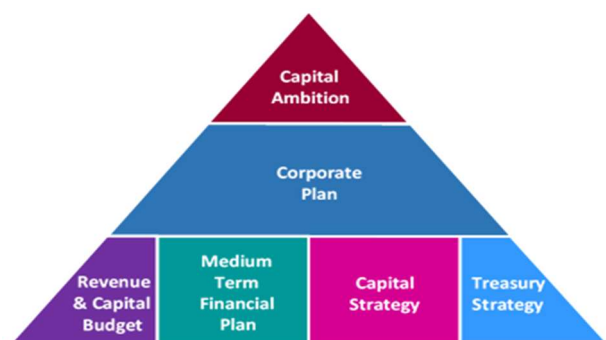 Capital
Ambition
Corporate
Plan
Revenue
& Capital
Budget
Medium
Term
Financial
Plan
Capital
Strategy
Treasury
Strategy